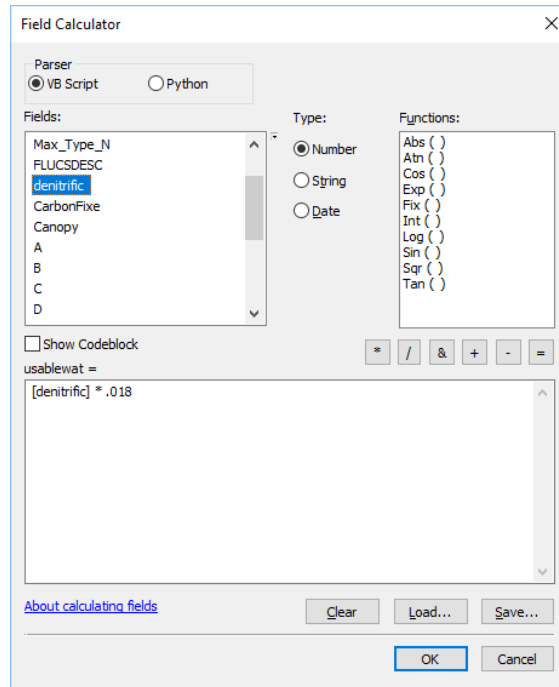 Field Calculator
Parser
VB Script Python
Fields: Type: Functions:
Max_Type_N
FLUCSDESC
denitrific
CarbonFixe
Canopy
A
B
C
D
Number
String
Date
Abs ( )
Atn ( )
Cos ( )
Exp ( )
Fix ( )
Int ( )
Log ( )
Sin ( )
Sqr ( )
Tan ( )
Show Codeblock
* / & + - =
usablewat =
[denitrific] * .018
About calculating fields
Clear Load... Save...
OK Cancel